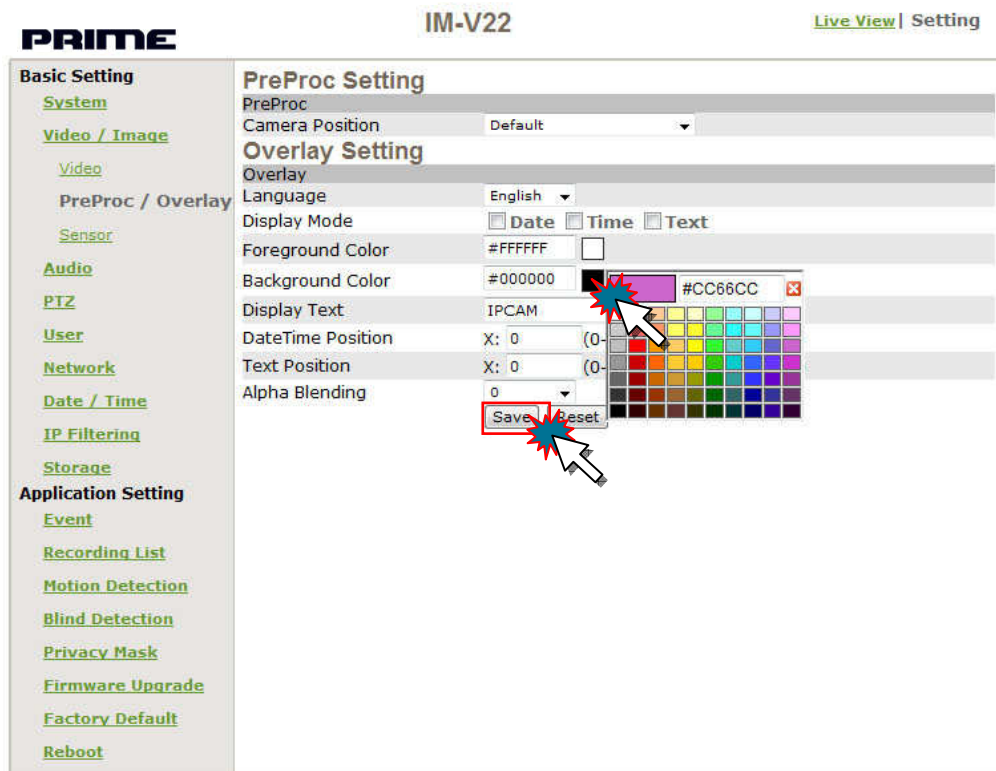 PRIME
IM-V22
Live View| Setting
Basic Setting
System
Video / Image
Video
PreProc / Overlay
Sensor
Audio
PTZ
User
Network
Date / Time
IP Filtering
Storage
Application Setting
Event
Recording List
Motion Detection
Blind Detection
Privacy Mask
Firmware Upgrade
Factory Default
Reboot
PreProc Setting
PreProc
Camera Position Default
Overlay Setting
Overlay
Language English
Display Mode Date Time Text
Foreground Color #FFFFFF
Background Color #000000
#CC66CC
Display Text IPCAM
DateTime Position X: 0 (0-
Text Position X: 0 (0-
Alpha Blending 0
Save Reset